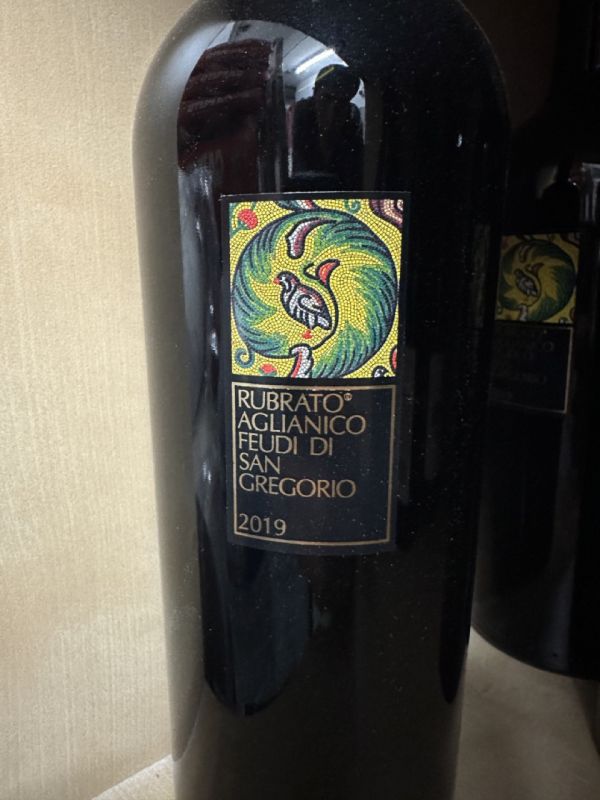 RUBRATO®
AGLIANICO
FEUDI DI
SAN
GREGORIO
2019